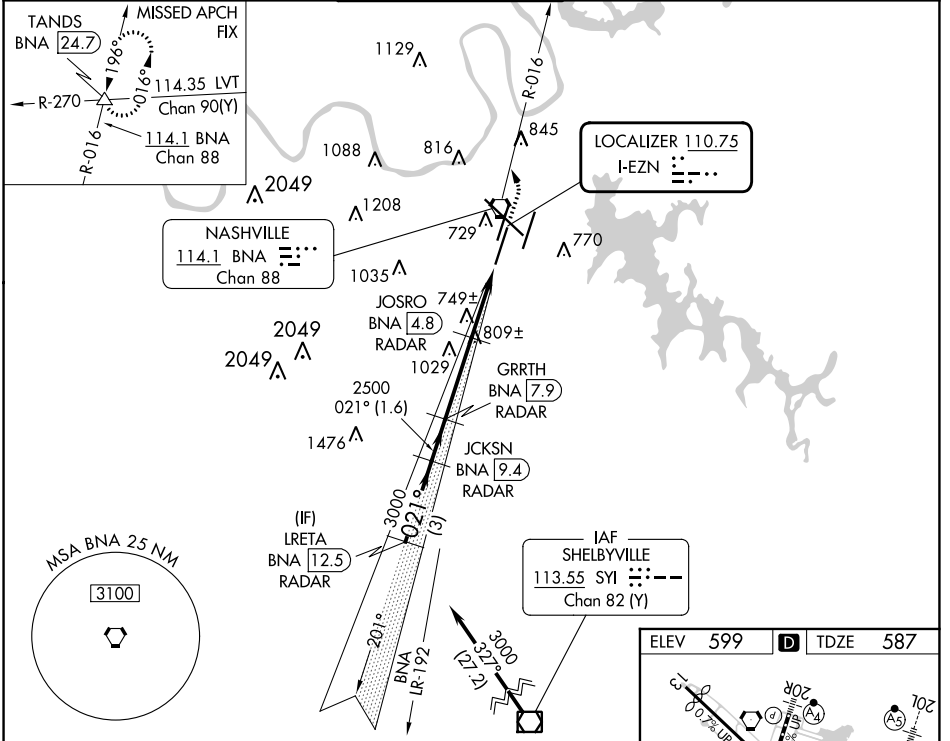 TANDS
BNA 24.7
MISSED APCH
FIX
196°
016°
R-270
114.35 LVT
Chan 90(Y)
114.1 BNA
Chan 88
R-016
1129
R-016
845
1088
816
LOCALIZER 110.75
I-EZN
2049
1208
729
770
NASHVILLE
114.1 BNA
Chan 88
1035
JOSRO
BNA 4.8
RADAR
749±
809±
2049
2049
1029
GRRTH
BNA 7.9
RADAR
2500
021° (1.6)
1476
JCKSN
BNA 9.4
RADAR
3000
021°
(3)
(IF)
LRETA
BNA 12.5
RADAR
MSA BNA 25 NM
3100
201°
BNA
LR-192
3000
327°
(27.2)
IAF
SHELBYVILLE
113.55 SYI
Chan 82 (Y)
ELEV 599 D TDZE 587
13
0.7% UP
20R
% UP
P
A4
A5
20L